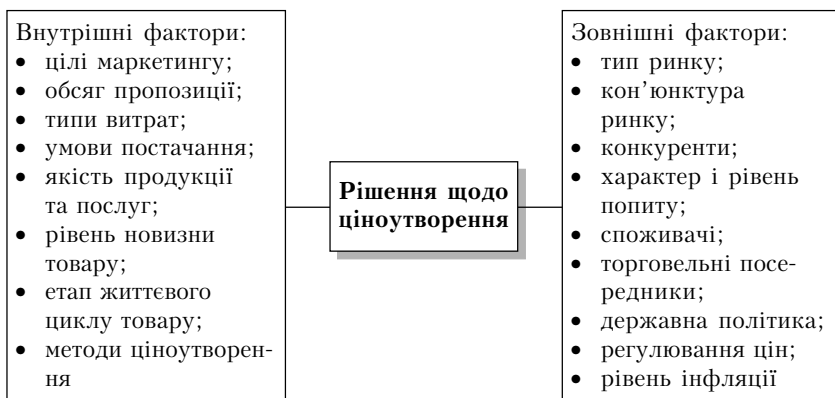 Внутрішні фактори:
• цілі маркетингу;
• обсяг пропозиції;
• типи витрат;
• умови постачання;
• якість продукції
та послуг;
• рівень новизни
товару;
• етап життєвого
циклу товару;
• методи ціноутворен-
ня
Рішення щодо
ціноутворення
Зовнішні фактори:
• тип ринку;
• кон’юнктура
ринку;
• конкуренти;
• характер і рівень
попиту;
• споживачі;
• торговельні посе-
редники;
• державна політика;
• регулювання цін;
• рівень інфляції